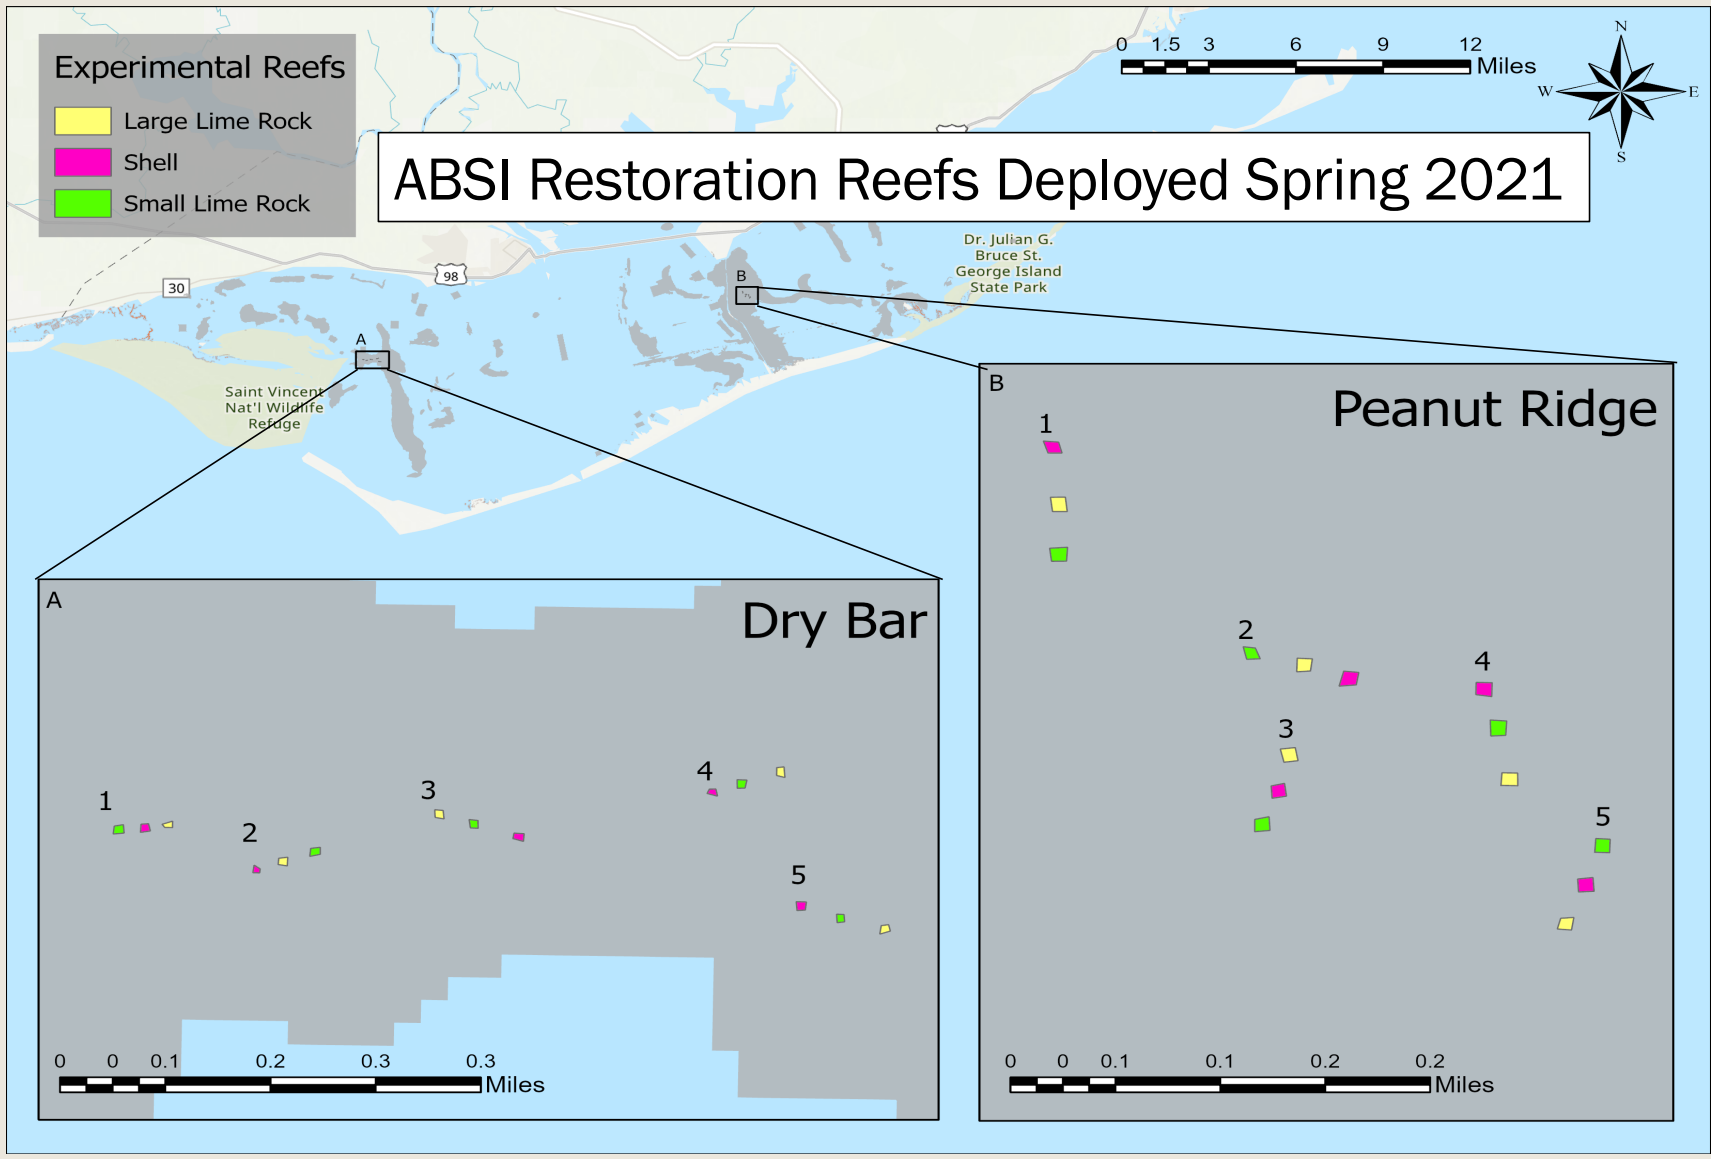 Experimental Reefs
Large Lime Rock
Shell
Small Lime Rock
0 1.5 3 6 9 12
Miles
N
W E
S
ABSI Restoration Reefs Deployed Spring 2021
Dr. Julian G.
Bruce St.
George Island
State Park
98
30
B
A
Saint Vincent
Nat'l Wildlife
Refuge
B
Peanut Ridge
1
2
4
3
5
0 0 0.1 0.1 0.2 0.2
Miles
A
Dry Bar
4
3
1
2
5
0 0 0.1 0.2 0.3 0.3
Miles